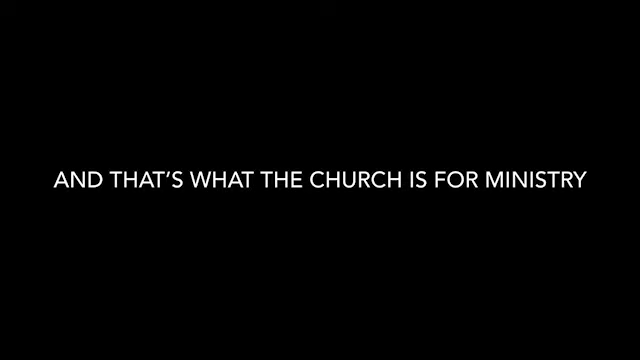 AND THAT’S WHAT THE CHURCH IS FOR MINISTRY